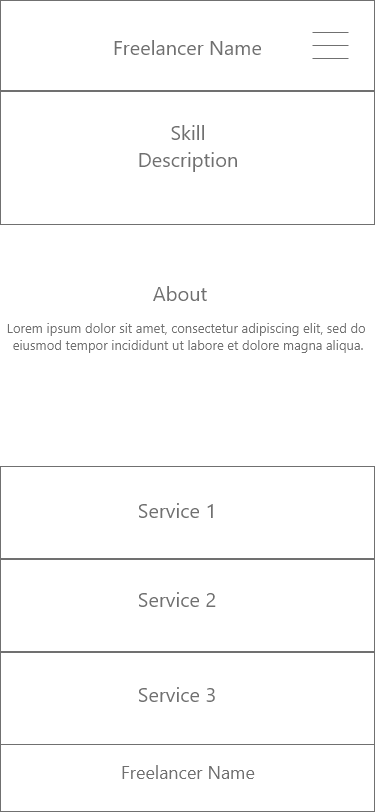 Freelancer Name
Skill
Description
About
Lorem ipsum dolor sit amet, consectetur adipiscing elit, sed do
eiusmod tempor incididunt ut labore et dolore magna aliqua.
Service 1
Service 2
Service 3
Freelancer Name